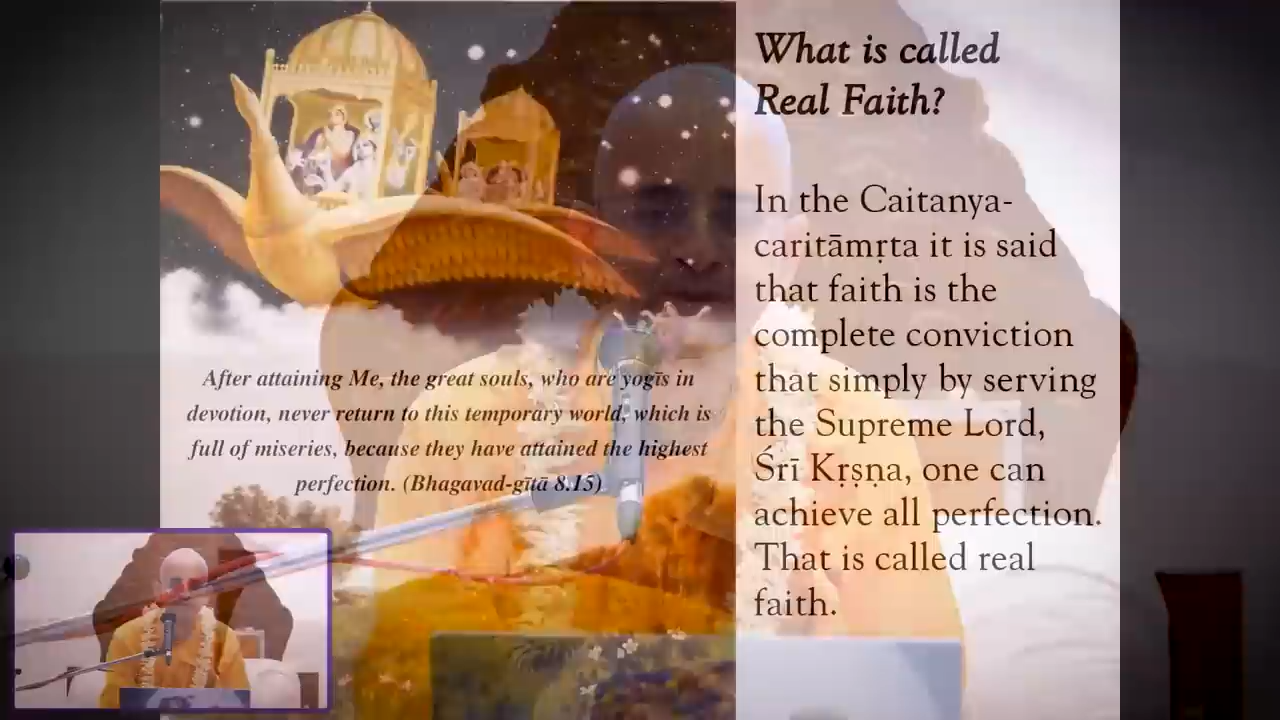 What is called
Real Faith?
In the Caitanya-
caritāmṛta it is said
that faith is the
complete conviction
that simply by serving
the Supreme Lord,
Śrī Kṛṣṇa, one can
achieve all perfection.
That is called real
faith.
After attaining Me, the great souls, who are yogīs in
devotion, never return to this temporary world, which is
full of miseries, because they have attained the highest
perfection. (Bhagavad-gītā 8.15)